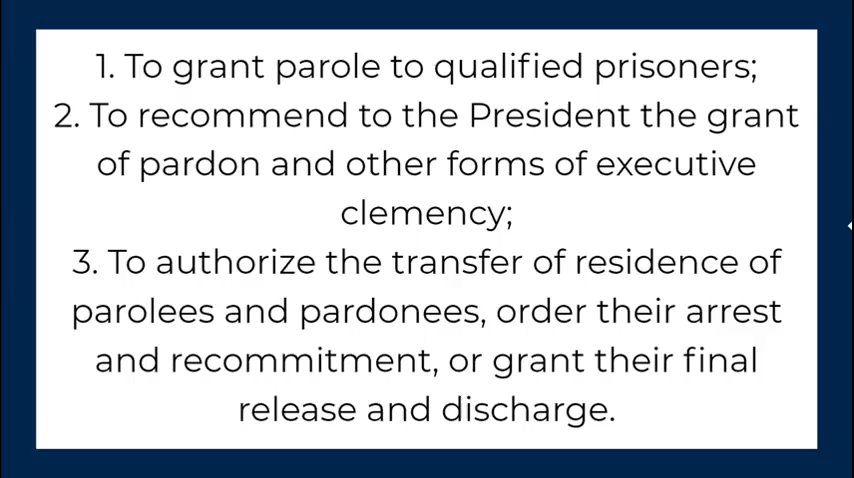 1. To grant parole to qualified prisoners;
2. To recommend to the President the grant
of pardon and other forms of executive
clemency;
3. To authorize the transfer of residence of
parolees and pardonees, order their arrest
and recommitment, or grant their final
release and discharge.